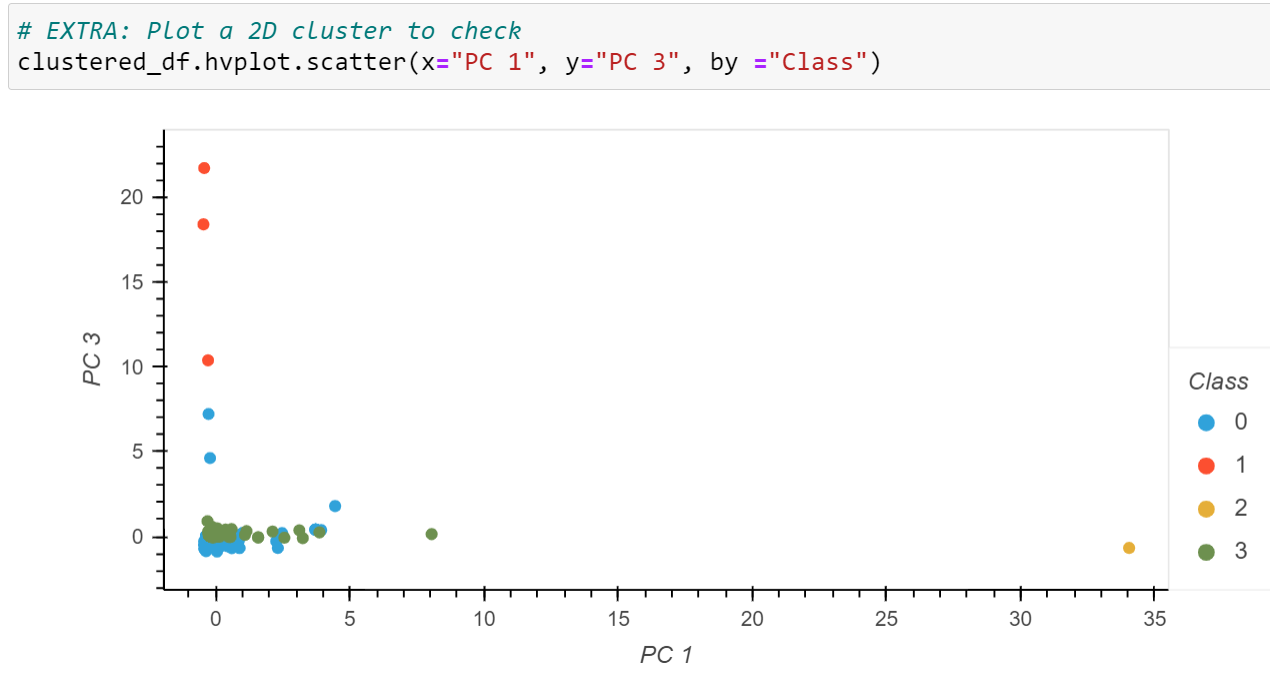 # EXTRA: Plot a 2D cluster to check
clustered_df.hvplot.scatter(x="PC 1", y="PC 3", by ="Class")
20
15
10
5
0
PC 3
0 5 10 15 20 25 30 35
PC 1
Class
0
1
2
3